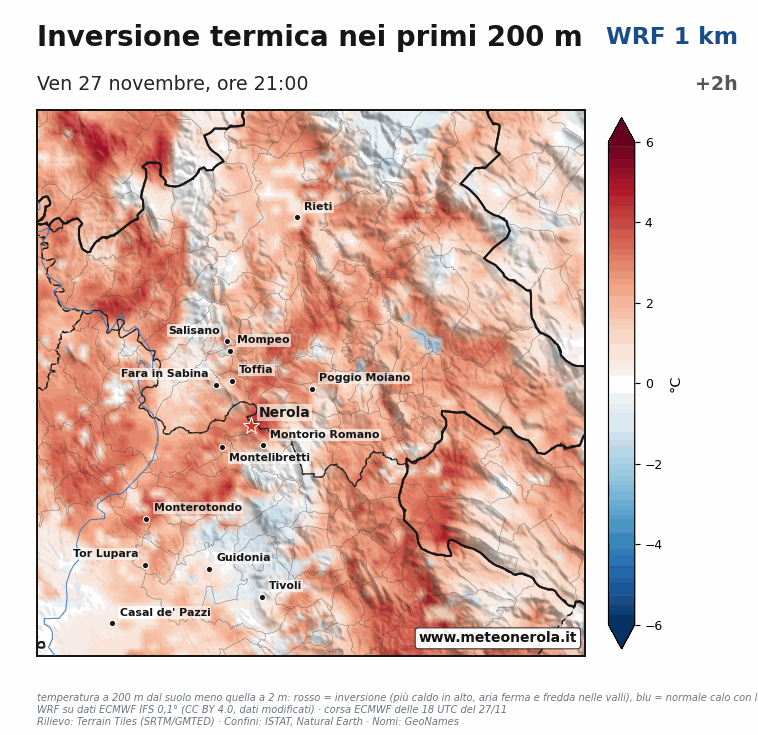 Inversione termica nei primi 200 m WRF 1 km
Ven 27 novembre, ore 21:00 +2h
Rieti
Salisano
Mompeo
Fara in Sabina
Toffia
Poggio Moiano
Nerola
Montorio Romano
Montelibretti
Monterotondo
Tor Lupara
Guidonia
Tivoli
Casal de' Pazzi
www.meteonerola.it
6
4
2
0
−2
−4
−6
°C
temperatura a 200 m dal suolo meno quella a 2 m: rosso = inversione (più caldo in alto, aria ferma e fredda nelle valli), blu = normale calo con l
WRF su dati ECMWF IFS 0,1° (CC BY 4.0, dati modificati) · corsa ECMWF delle 18 UTC del 27/11
Rilievo: Terrain Tiles (SRTM/GMTED) · Confini: ISTAT, Natural Earth · Nomi: GeoNames